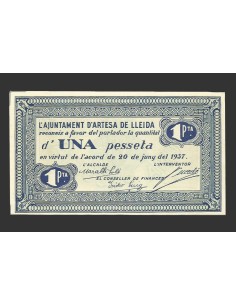 L'AJUNTAMENT D'ARTESA DE LLEIDA
reconeix a favor del portador la quantitat
d' UNA pesseta 1 PTA
en virtut de l'acord de 20 de juny del 1937.
L'ALCALDE L'INTERVENTOR
1 PTA EL CONSELLER DE FINANCES